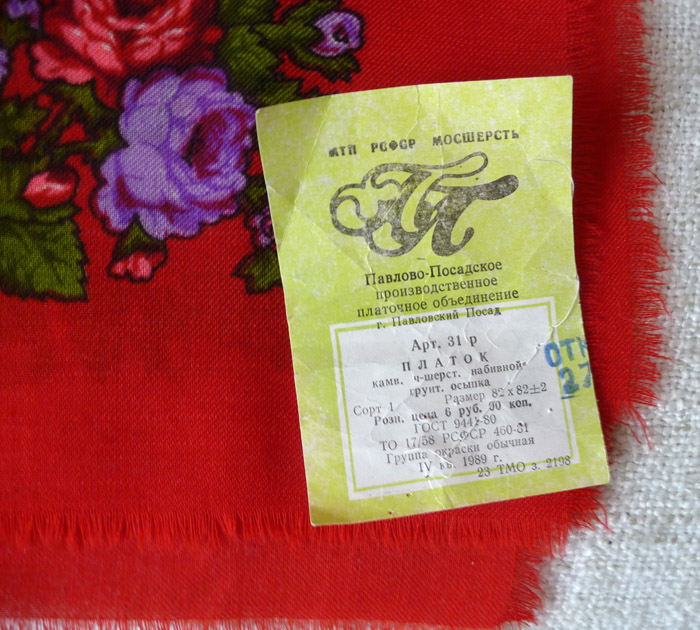 МТП РСФСР МОСШЕРСТЬ
ПП
Павлово-Посадское
производственное
платочное объединение
г. Павловский Посад
Арт. 31 р
ПЛАТОК
камв. ч-шерст. набивной
грунт. осыпка
Размер 82 х 82±2
Сорт 1
Розн. цена 6 руб. 90 коп.
ГОСТ 9441-80
ТО 17/58 РСФСР 460-81
Группа окраски обычная
IV кв. 1989 г.
23 ТМО з. 2198
ОТК
27